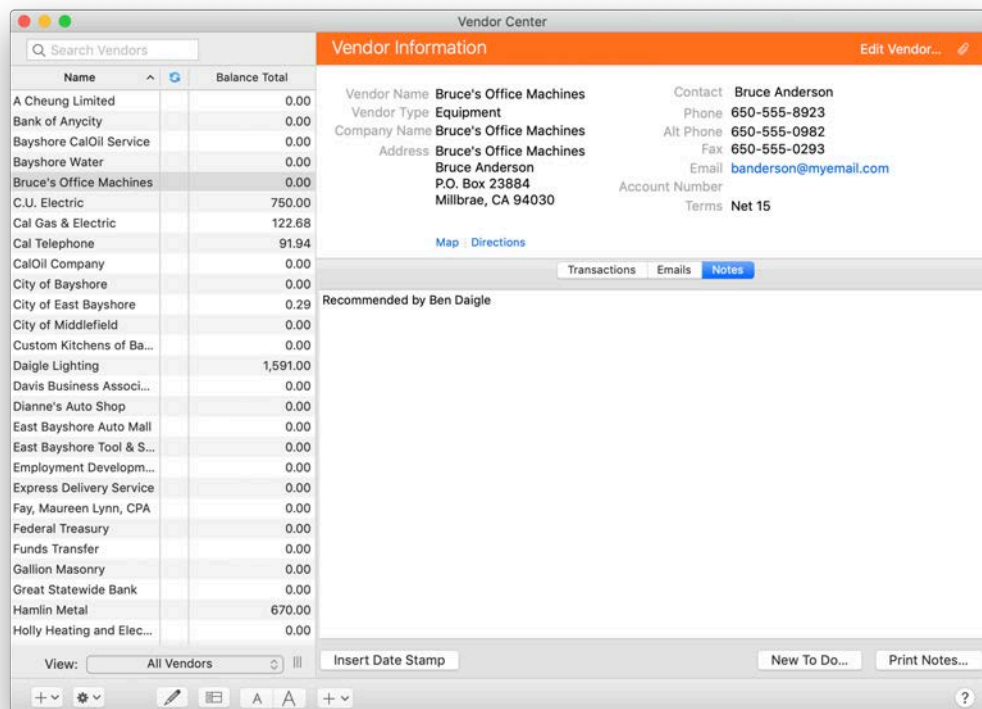 Vendor Center
Search Vendors
Name Balance Total
A Cheung Limited 0.00
Bank of Anycity 0.00
Bayshore CalOil Service 0.00
Bayshore Water 0.00
Bruce's Office Machines 0.00
C.U. Electric 750.00
Cal Gas & Electric 122.68
Cal Telephone 91.94
CalOil Company 0.00
City of Bayshore 0.00
City of East Bayshore 0.29
City of Middlefield 0.00
Custom Kitchens of Ba... 0.00
Daigle Lighting 1,591.00
Davis Business Associ... 0.00
Dianne's Auto Shop 0.00
East Bayshore Auto Mall 0.00
East Bayshore Tool & S... 0.00
Employment Developm... 0.00
Express Delivery Service 0.00
Fay, Maureen Lynn, CPA 0.00
Federal Treasury 0.00
Funds Transfer 0.00
Gallion Masonry 0.00
Great Statewide Bank 0.00
Hamlin Metal 670.00
Holly Heating and Elec... 0.00
View: All Vendors
A A
Vendor Information Edit Vendor...
Vendor Name Bruce's Office Machines
Vendor Type Equipment
Company Name Bruce's Office Machines
Address Bruce's Office Machines
Bruce Anderson
P.O. Box 23884
Millbrae, CA 94030
Map Directions
Contact Bruce Anderson
Phone 650-555-8923
Alt Phone 650-555-0982
Fax 650-555-0293
Email banderson@myemail.com
Account Number
Terms Net 15
Transactions Emails Notes
Recommended by Ben Daigle
Insert Date Stamp New To Do... Print Notes...
?